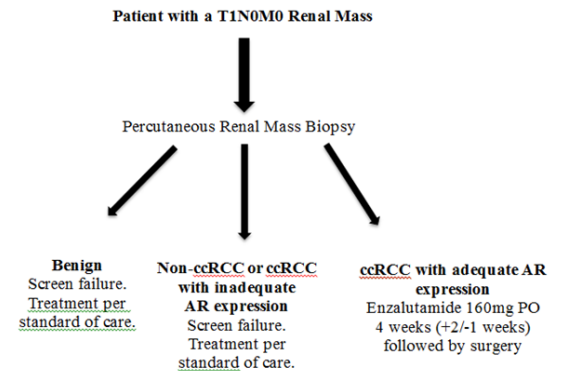 Patient with a T1N0M0 Renal Mass
Percutaneous Renal Mass Biopsy
Benign
Screen failure.
Treatment per
standard of care.
Non-ccRCC or ccRCC
with inadequate
AR expression
Screen failure.
Treatment per
standard of care.
ccRCC with adequate AR
expression
Enzalutamide 160mg PO
4 weeks (+2/-1 weeks)
followed by surgery